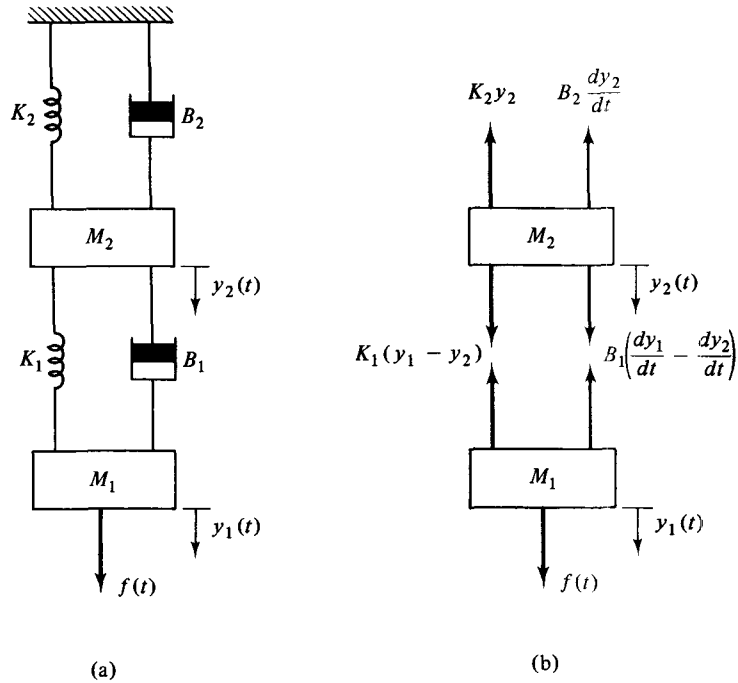 K₂
B₂
M₂
y₂(t)
K₁
B₁
M₁
y₁(t)
f(t)
(a)
K₂y₂
B₂ dy₂/dt
M₂
y₂(t)
K₁(y₁ − y₂)
B₁(dy₁/dt − dy₂/dt)
M₁
y₁(t)
f(t)
(b)